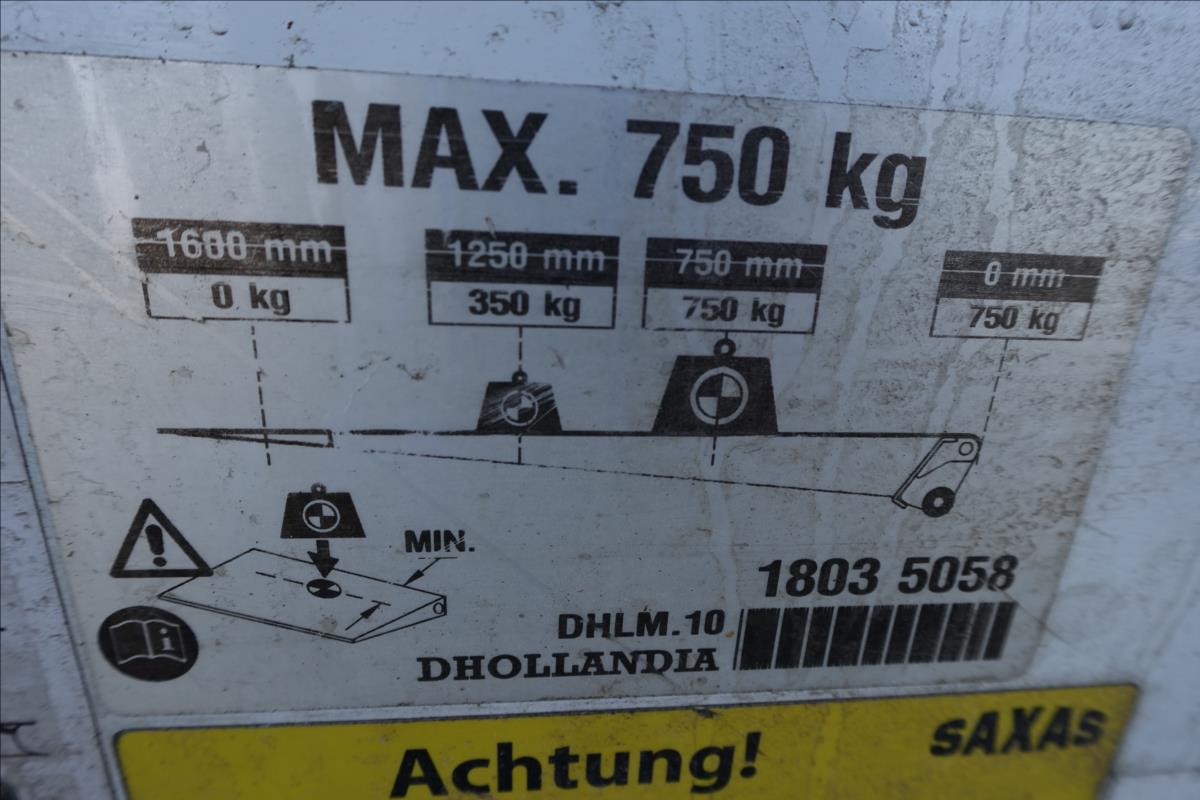 MAX. 750 kg
1600 mm
0 kg
1250 mm
350 kg
750 mm
750 kg
0 mm
750 kg
MIN.
1803 5058
DHLM.10
DHOLLANDIA
SAXAS
Achtung!